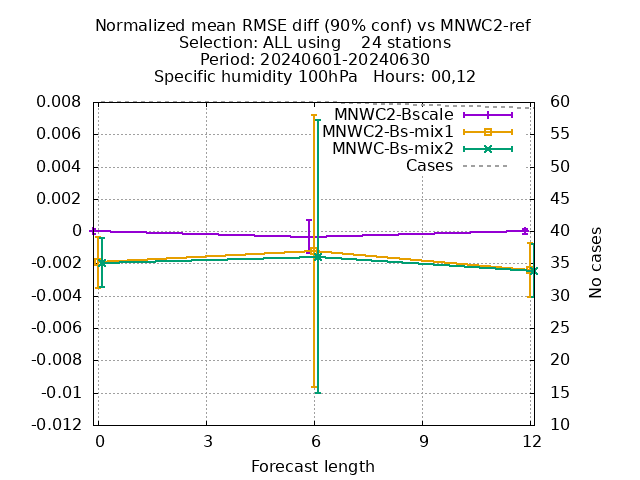 Normalized mean RMSE diff (90% conf) vs MNWC2-ref
Selection: ALL using    24 stations
Period: 20240601-20240630
Specific humidity 100hPa   Hours: 00,12
MNWC2-Bscale
MNWC2-Bs-mix1
MNWC-Bs-mix2
Cases
0.008
0.006
0.004
0.002
0
-0.002
-0.004
-0.006
-0.008
-0.01
-0.012
60
55
50
45
40
35
30
25
20
15
10
No cases
0
3
6
9
12
Forecast length